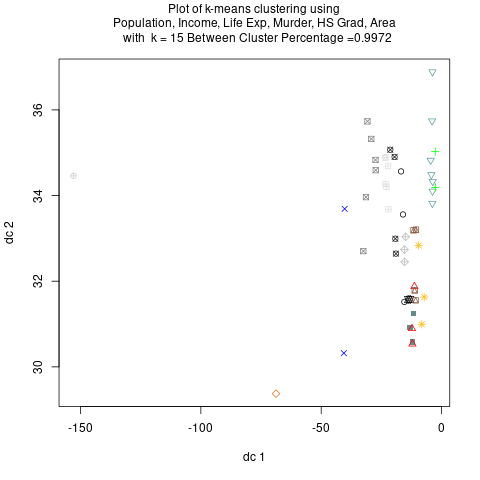 Plot of k-means clustering using
Population, Income, Life Exp, Murder, HS Grad, Area
with k = 15 Between Cluster Percentage =0.9972
36
34
32
30
dc 2
-150 -100 -50 0
dc 1